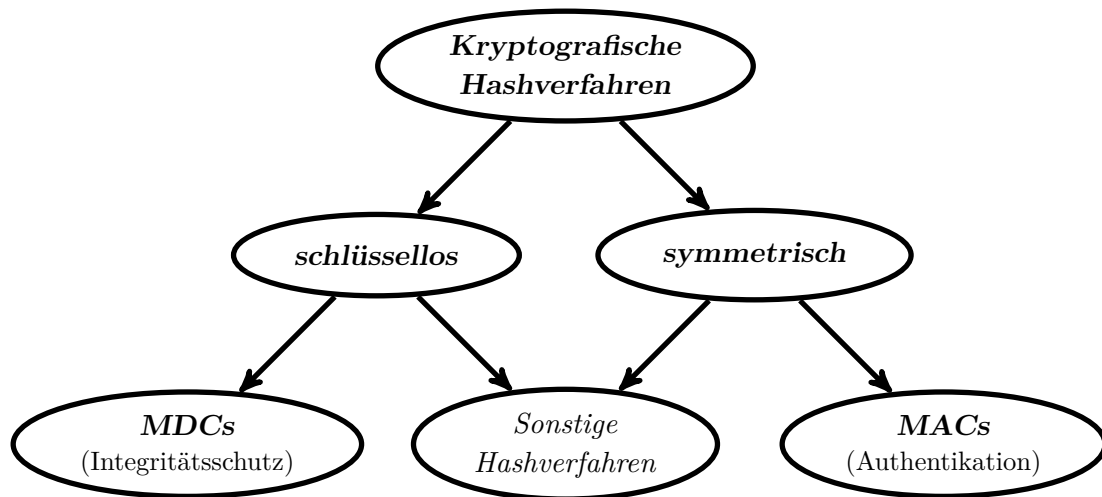 Kryptografische
Hashverfahren
schlüssellos
symmetrisch
MDCs
(Integritätsschutz)
Sonstige
Hashverfahren
MACs
(Authentikation)